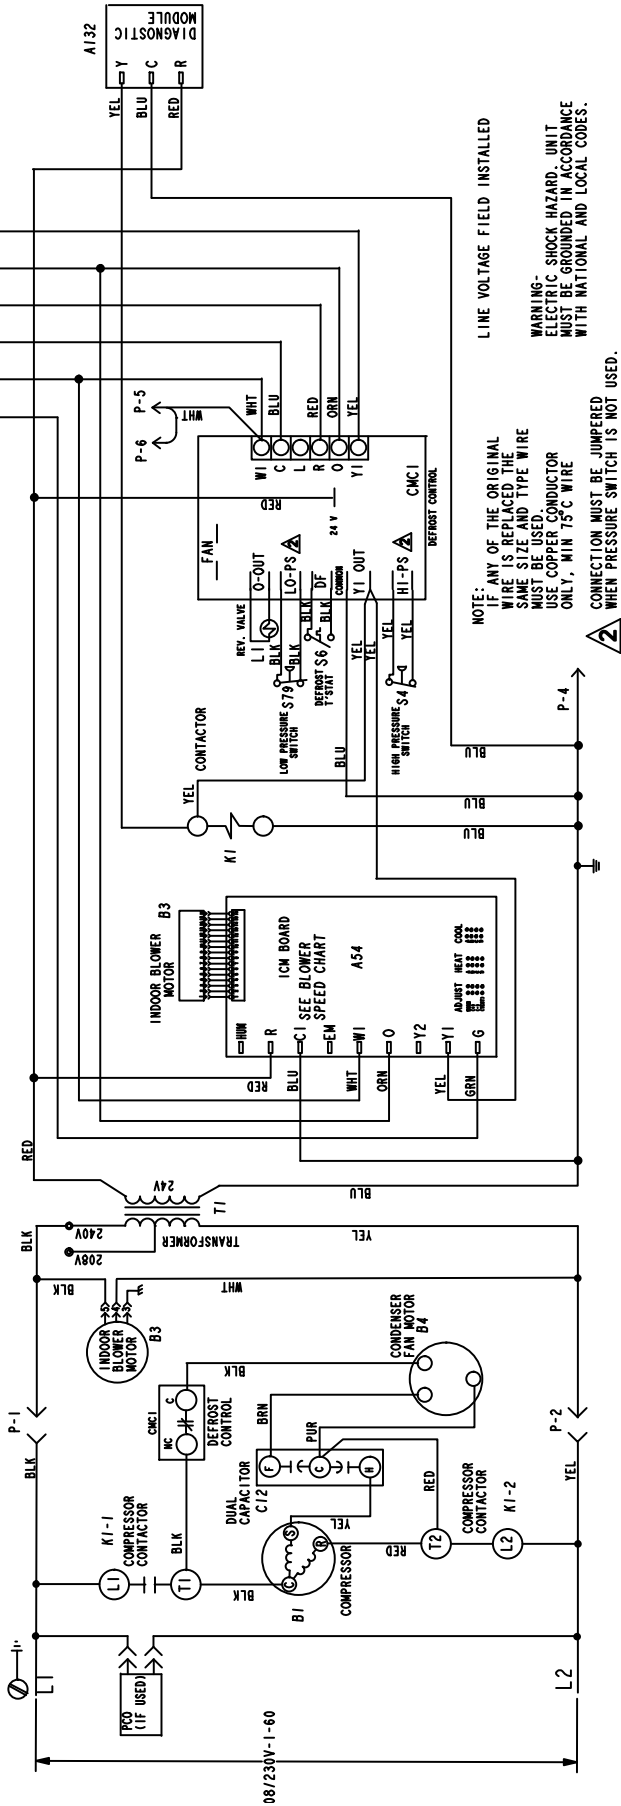 A132
DIAGNOSTIC
MODULE
Y
C
R
YEL
BLU
RED
LINE VOLTAGE FIELD INSTALLED
WARNING-
ELECTRIC SHOCK HAZARD. UNIT
MUST BE GROUNDED IN ACCORDANCE
WITH NATIONAL AND LOCAL CODES.
NOTE:
IF ANY OF THE ORIGINAL
WIRE IS REPLACED THE
SAME SIZE AND TYPE WIRE
MUST BE USED.
USE COPPER CONDUCTOR
ONLY, MIN 75°C WIRE
2
CONNECTION MUST BE JUMPERED
WHEN PRESSURE SWITCH IS NOT USED.
P-6
P-5
WHT
WHT
BLU
RED
ORN
YEL
W1
C
L
R
O
Y1
CMC1
DEFROST CONTROL
RED
24 V
FAN
O-OUT
LO-PS
2
DF
COMMON
Y1 OUT
HI-PS
2
REV. VALVE
L1
BLK
BLK
BLK
BLK
YEL
YEL
YEL
YEL
LOW PRESSURE
SWITCH
S79
DEFROST
T'STAT
S6
HIGH PRESSURE
SWITCH
S4
BLU
CONTACTOR
YEL
K1
BLU
BLU
BLU
P-4
INDOOR BLOWER
MOTOR
B3
ICM BOARD
SEE BLOWER
SPEED CHART
A54
ADJUST
HEAT
COOL
HUM
R
C1
EM
W1
O
Y2
Y1
G
RED
BLU
WHT
ORN
YEL
GRN
RED
24V
BLU
T1
TRANSFORMER
240V
208V
BLK
YEL
BLK
WHT
INDOOR
BLOWER
MOTOR
B3
5
4
3
P-1
BLK
CMC1
NC
C
DEFROST
CONTROL
BLK
BLK
CONDENSER
FAN MOTOR
B4
BRN
PUR
DUAL
CAPACITOR
C12
F
C
H
YEL
RED
P-2
YEL
K1-1
COMPRESSOR
CONTACTOR
L1
T1
BLK
B1
COMPRESSOR
S
R
C
RED
T2
COMPRESSOR
CONTACTOR
K1-2
L2
L1
PCO
(IF USED)
L2
08/230V-1-60